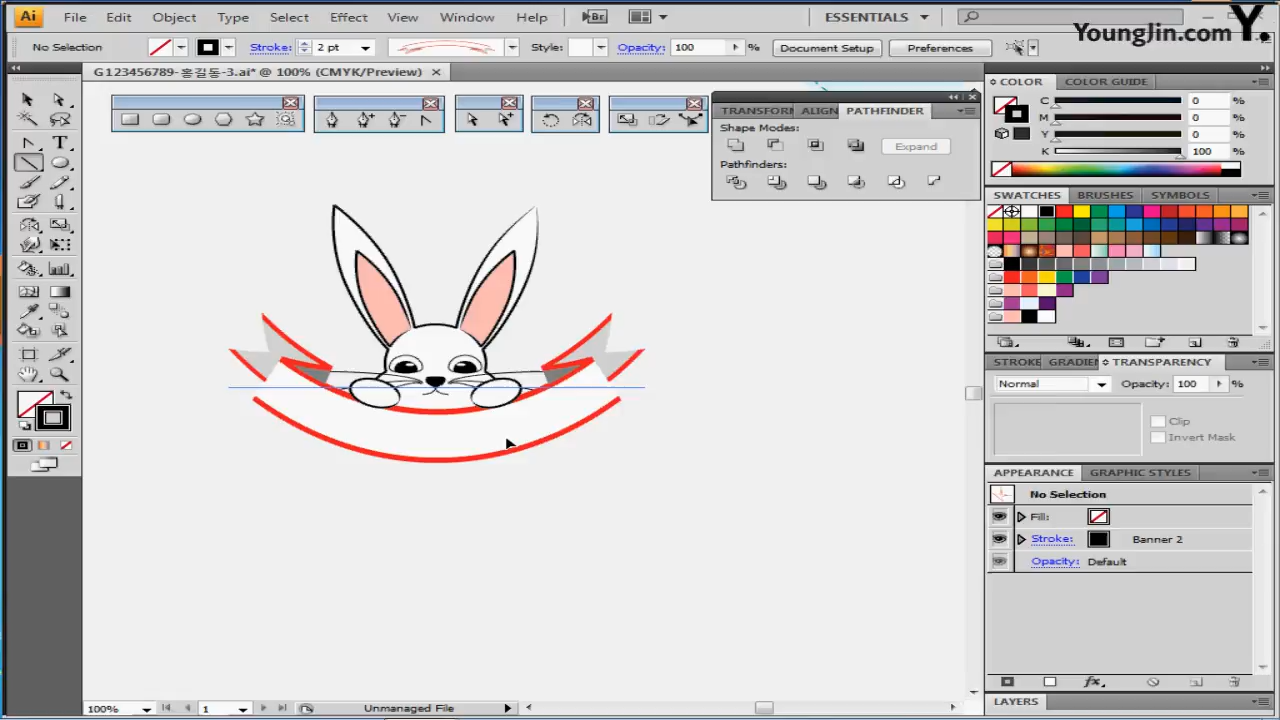 Ai File Edit Object Type Select Effect View Window Help Br ESSENTIALS
YoungJin.com Y.
No Selection Stroke: 2 pt Style: Opacity: 100 % Document Setup Preferences
G123456789-홍길동-3.ai* @ 100% (CMYK/Preview)
TRANSFORM ALIGN PATHFINDER
Shape Modes:
Expand
Pathfinders:
COLOR COLOR GUIDE
C 0 %
M 0 %
Y 0 %
K 100 %
SWATCHES BRUSHES SYMBOLS
STROKE GRADIEN TRANSPARENCY
Normal Opacity: 100 %
Clip
Invert Mask
APPEARANCE GRAPHIC STYLES
No Selection
Fill:
Stroke: Banner 2
Opacity: Default
LAYERS
100% 1 Unmanaged File